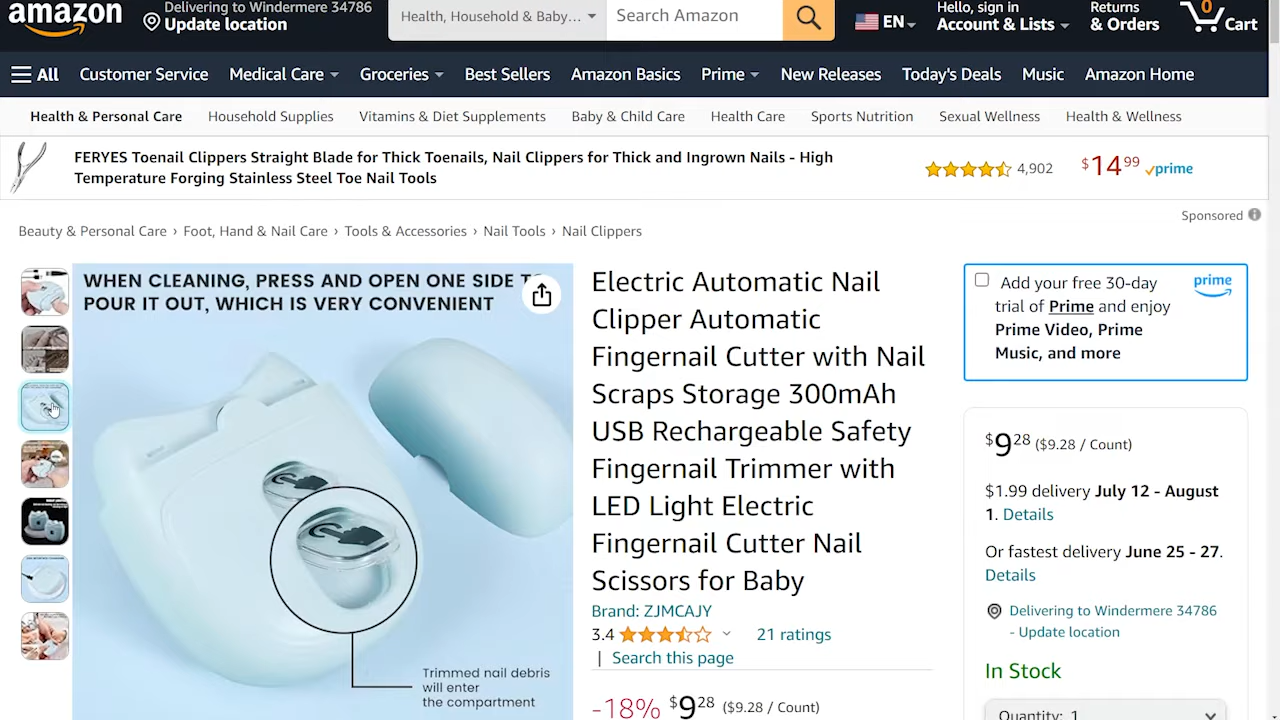 amazon
Delivering to Windermere 34786
Update location
Health, Household & Baby...
Search Amazon
EN
Hello, sign in
Account & Lists
Returns
& Orders
0
Cart
All
Customer Service
Medical Care
Groceries
Best Sellers
Amazon Basics
Prime
New Releases
Today's Deals
Music
Amazon Home
Health & Personal Care
Household Supplies
Vitamins & Diet Supplements
Baby & Child Care
Health Care
Sports Nutrition
Sexual Wellness
Health & Wellness
FERYES Toenail Clippers Straight Blade for Thick Toenails, Nail Clippers for Thick and Ingrown Nails - High
Temperature Forging Stainless Steel Toe Nail Tools
4,902
$14.99 prime
Sponsored
Beauty & Personal Care › Foot, Hand & Nail Care › Tools & Accessories › Nail Tools › Nail Clippers
WHEN CLEANING, PRESS AND OPEN ONE SIDE TO
POUR IT OUT, WHICH IS VERY CONVENIENT
Trimmed nail debris
will enter
the compartment
Electric Automatic Nail
Clipper Automatic
Fingernail Cutter with Nail
Scraps Storage 300mAh
USB Rechargeable Safety
Fingernail Trimmer with
LED Light Electric
Fingernail Cutter Nail
Scissors for Baby
Brand: ZJMCAJY
3.4
21 ratings
| Search this page
-18% $9.28 ($9.28 / Count)
Add your free 30-day
trial of Prime and enjoy
Prime Video, Prime
Music, and more
prime
$9.28 ($9.28 / Count)
$1.99 delivery July 12 - August
1. Details
Or fastest delivery June 25 - 27.
Details
Delivering to Windermere 34786
- Update location
In Stock
Quantity: 1